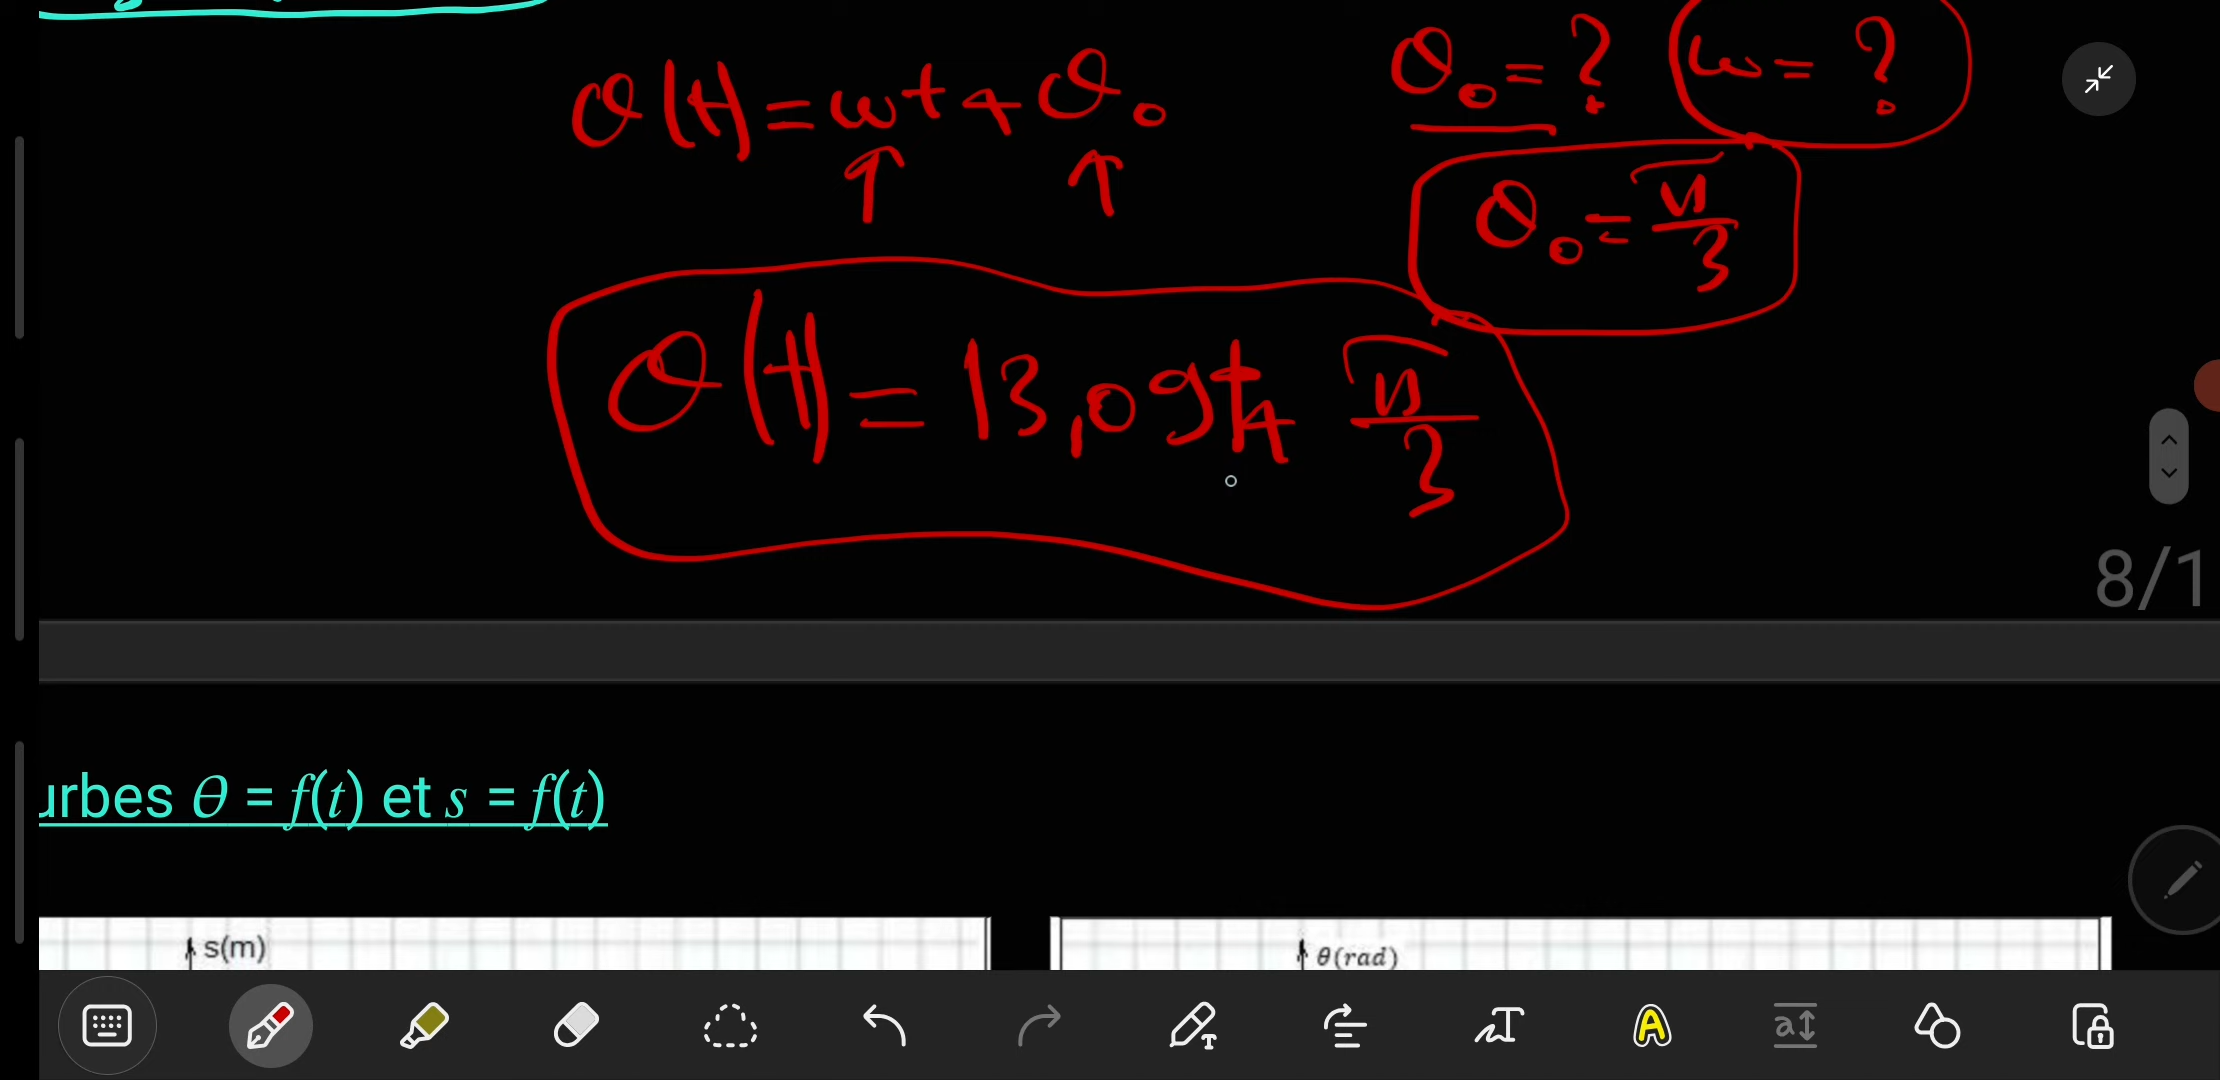 θ(t) = ωt + θ₀
θ₀ = ? ω = ?
θ₀ = π/3
θ(t) = 13,09t + π/3
8/1
urbes θ = f(t) et s = f(t)
s(m)
θ(rad)